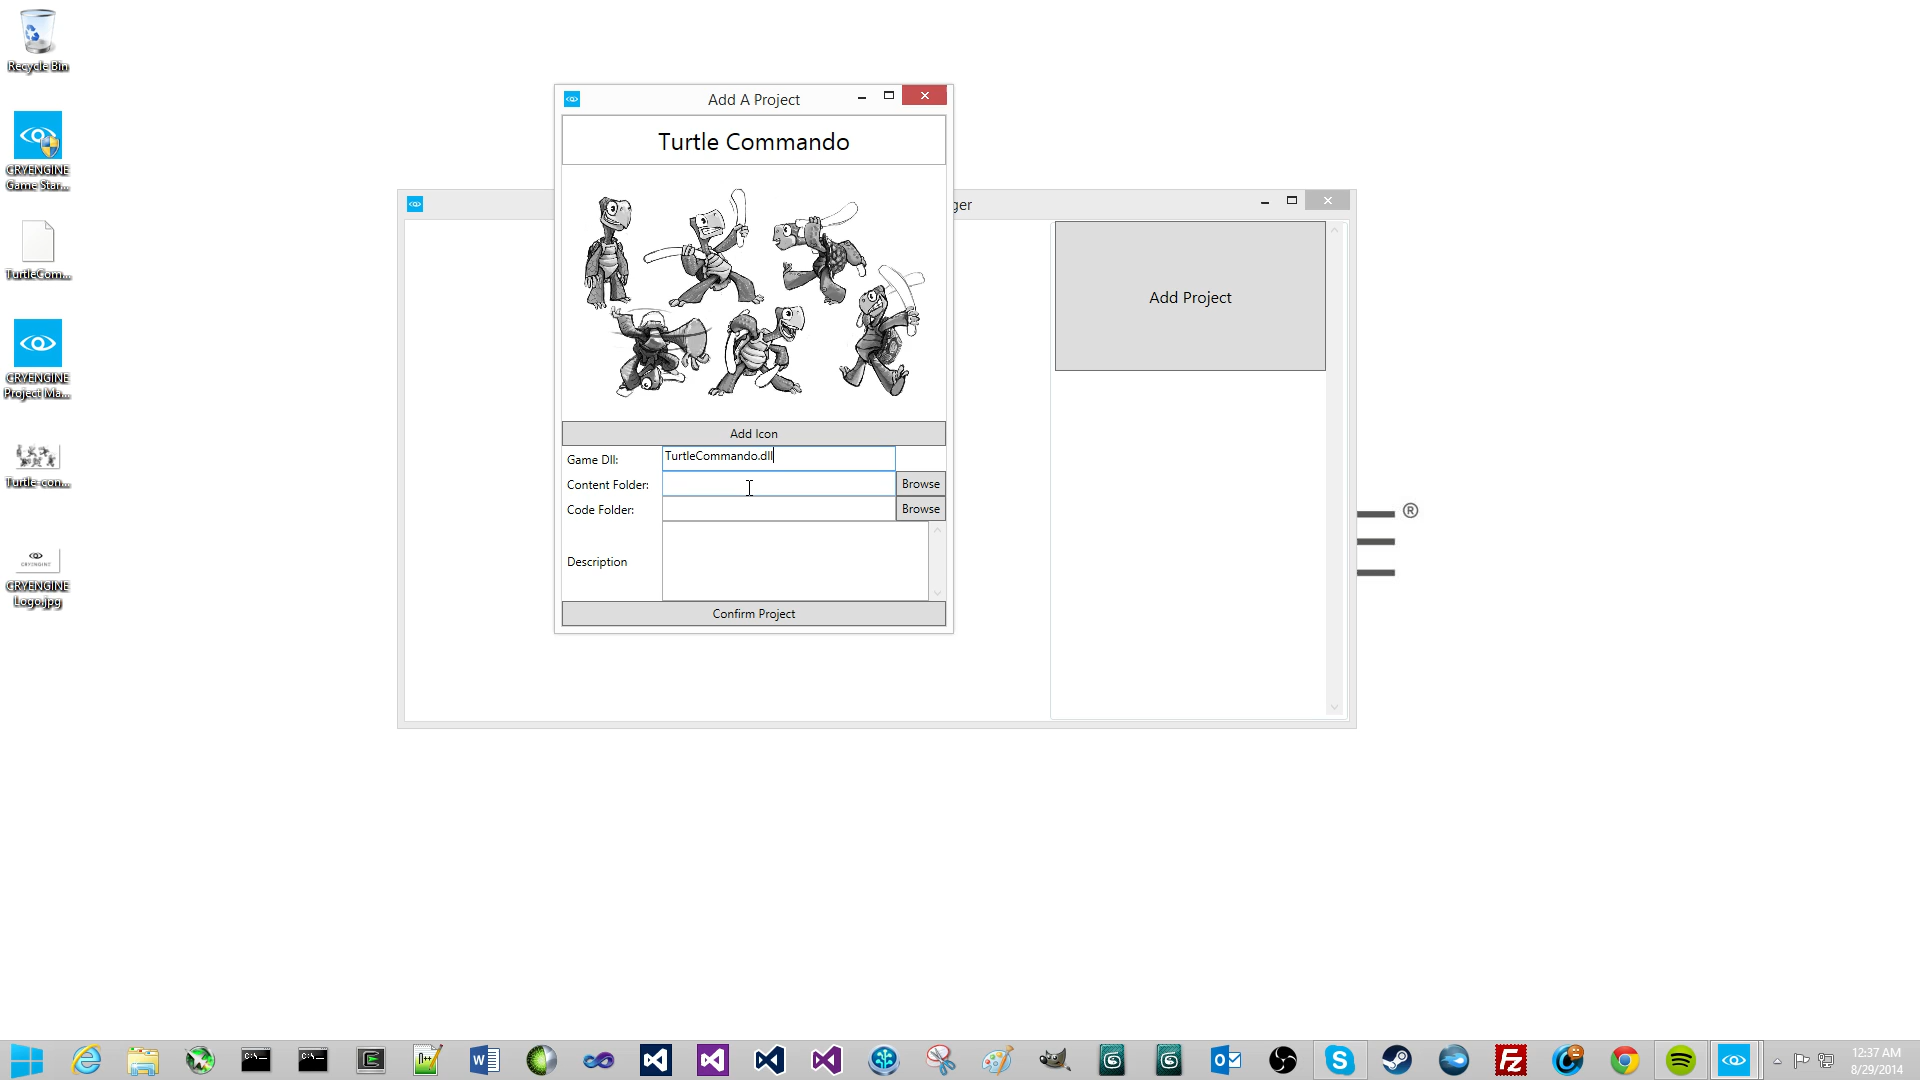 Recycle Bin
CRYENGINE
Game Star...
TurtleCom...
CRYENGINE
Project Ma...
Turtle-con...
CRYENGINE
CRYENGINE
Logo.jpg
Add A Project
Turtle Commando
Add Icon
Game Dll:
TurtleCommando.dll
Content Folder:
Browse
Code Folder:
Browse
Description
Confirm Project
ger
Add Project
®
12:37 AM
8/29/2014